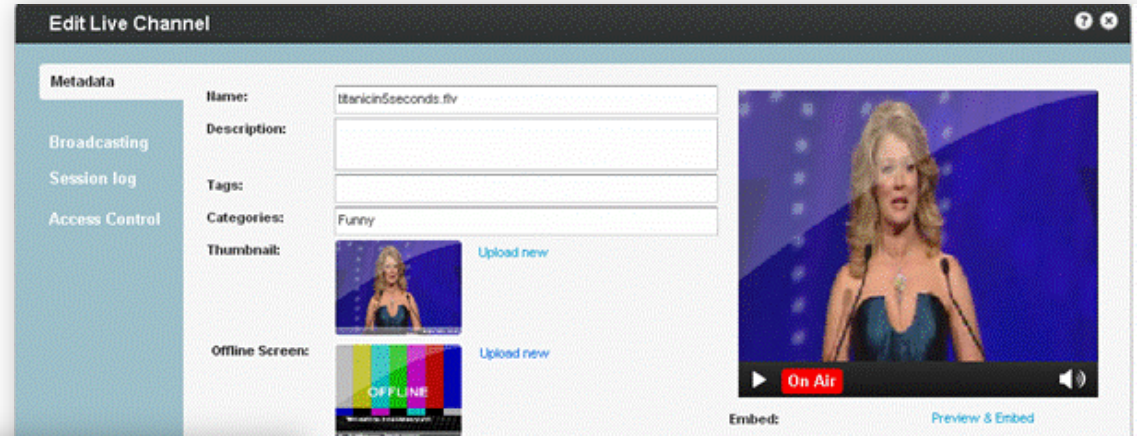 Edit Live Channel
?
Metadata
Broadcasting
Session log
Access Control
Name:
titanicin5seconds.flv
Description:
Tags:
Categories:
Funny
Thumbnail:
Upload new
Offline Screen:
OFFLINE
Upload new
On Air
Embed:
Preview & Embed